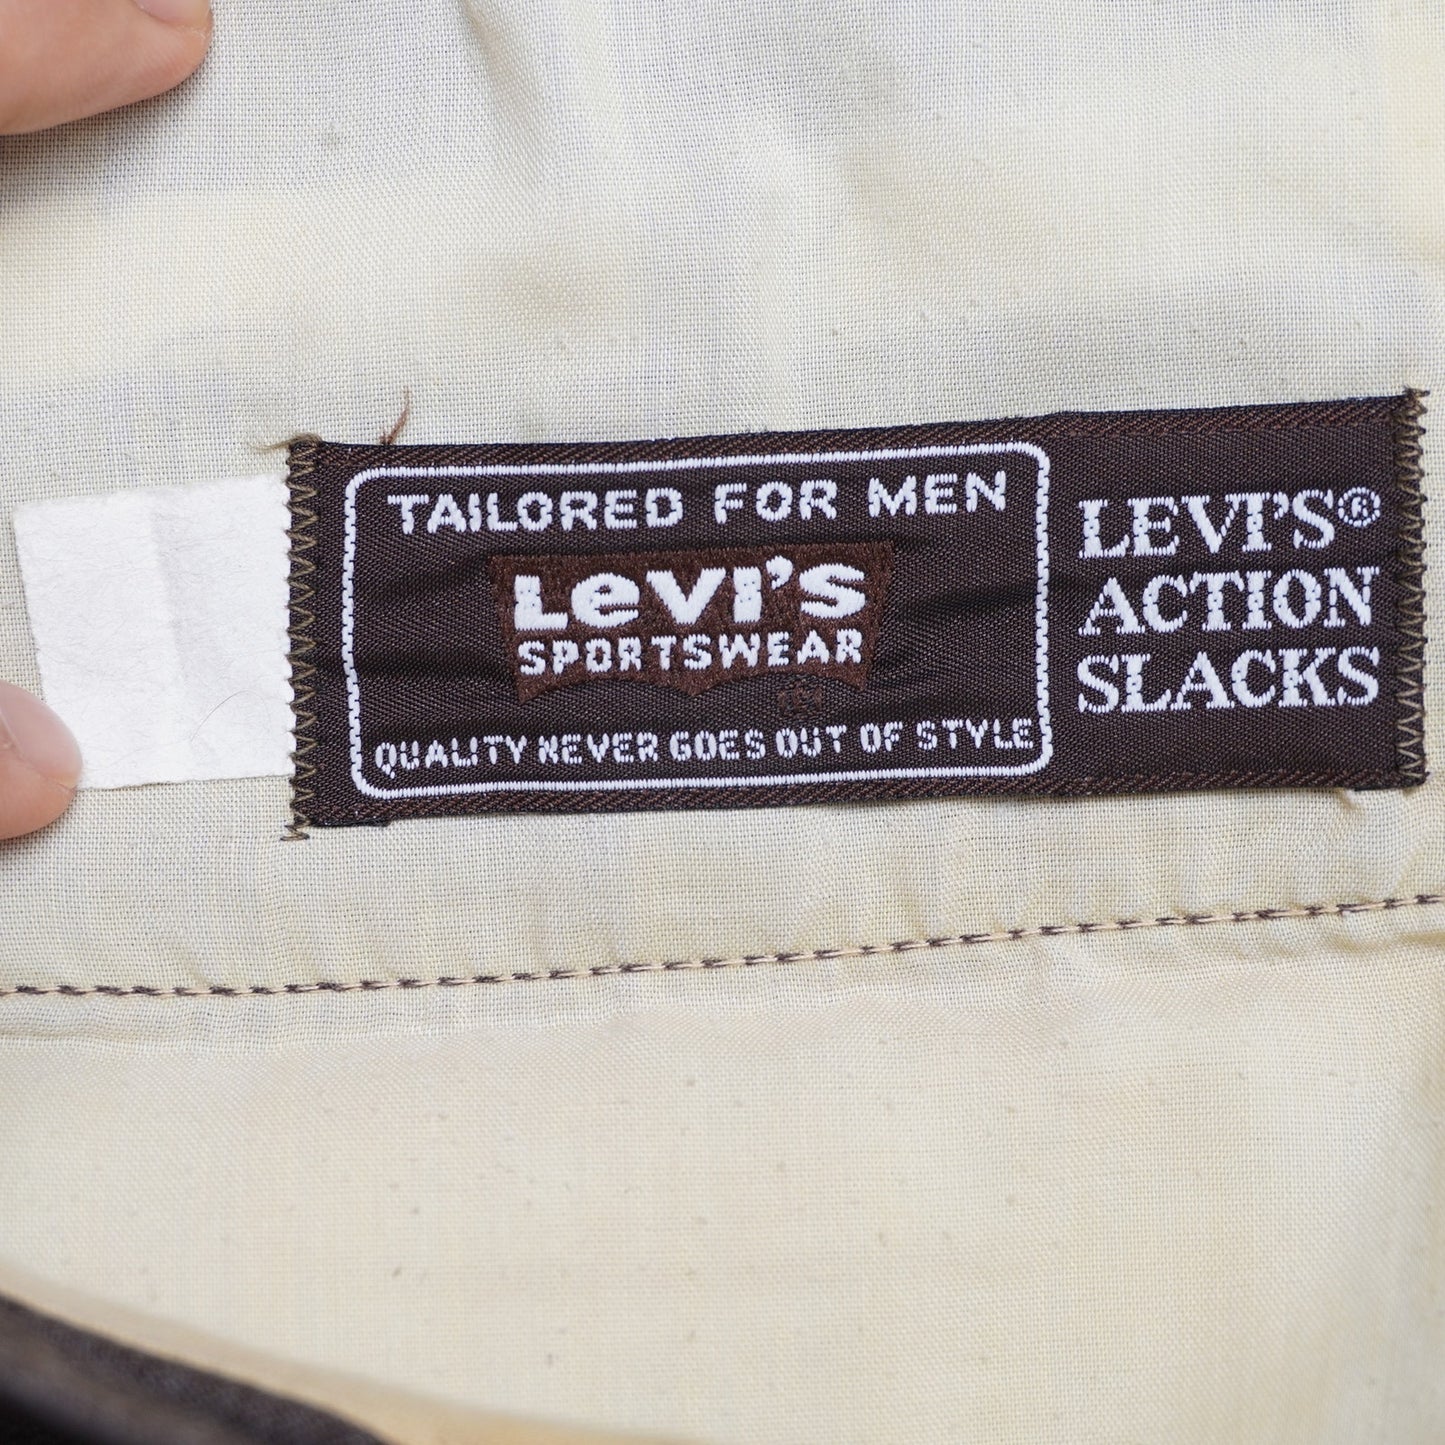 TAILORED FOR MEN
LeVI'S
SPORTSWEAR
QUALITY NEVER GOES OUT OF STYLE
LEVI'S®
ACTION
SLACKS